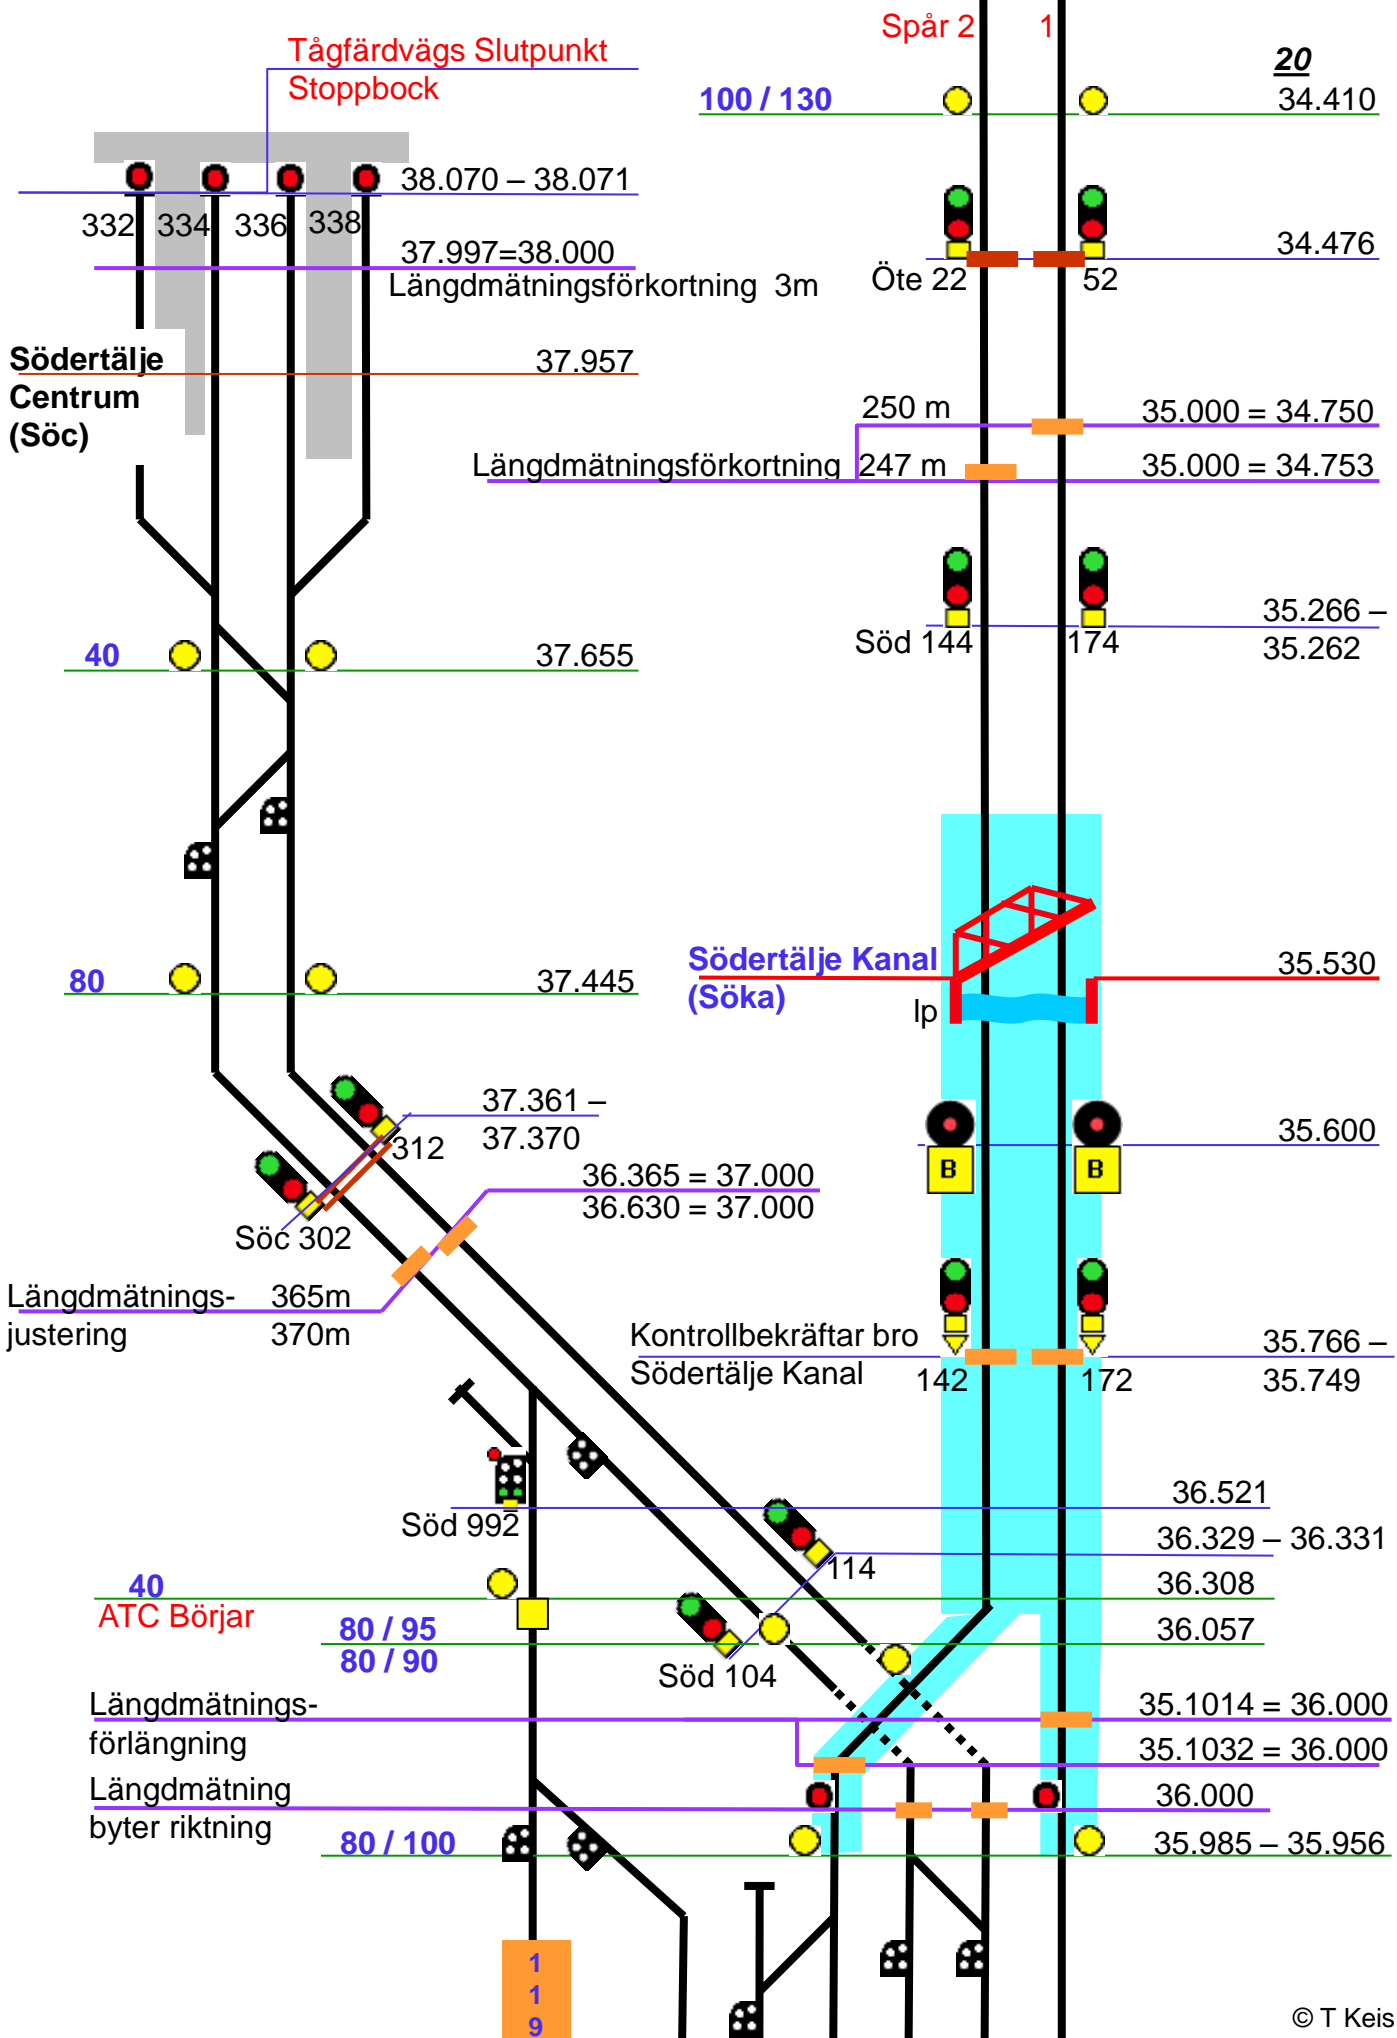 Spår 2 1
Tågfärdvägs Slutpunkt
Stoppbock
20
100 / 130 34.410
38.070 – 38.071
332 334 336 338
37.997=38.000
Längdmätningsförkortning 3m
34.476
Öte 22 52
Södertälje
Centrum
(Söc)
37.957
250 m 35.000 = 34.750
Längdmätningsförkortning 247 m 35.000 = 34.753
35.266 –
35.262
Söd 144 174
40 37.655
80 37.445
Södertälje Kanal
(Söka)
35.530
lp
37.361 –
37.370
312
35.600
B B
36.365 = 37.000
36.630 = 37.000
Söc 302
Längdmätnings-
justering
365m
370m
Kontrollbekräftar bro
Södertälje Kanal
142 172
35.766 –
35.749
36.521
Söd 992
36.329 – 36.331
114
40 36.308
ATC Börjar
80 / 95 36.057
80 / 90
Söd 104
Längdmätnings-
förlängning
35.1014 = 36.000
35.1032 = 36.000
Längdmätning
byter riktning
36.000
80 / 100 35.985 – 35.956
1
1
9
© T Keis